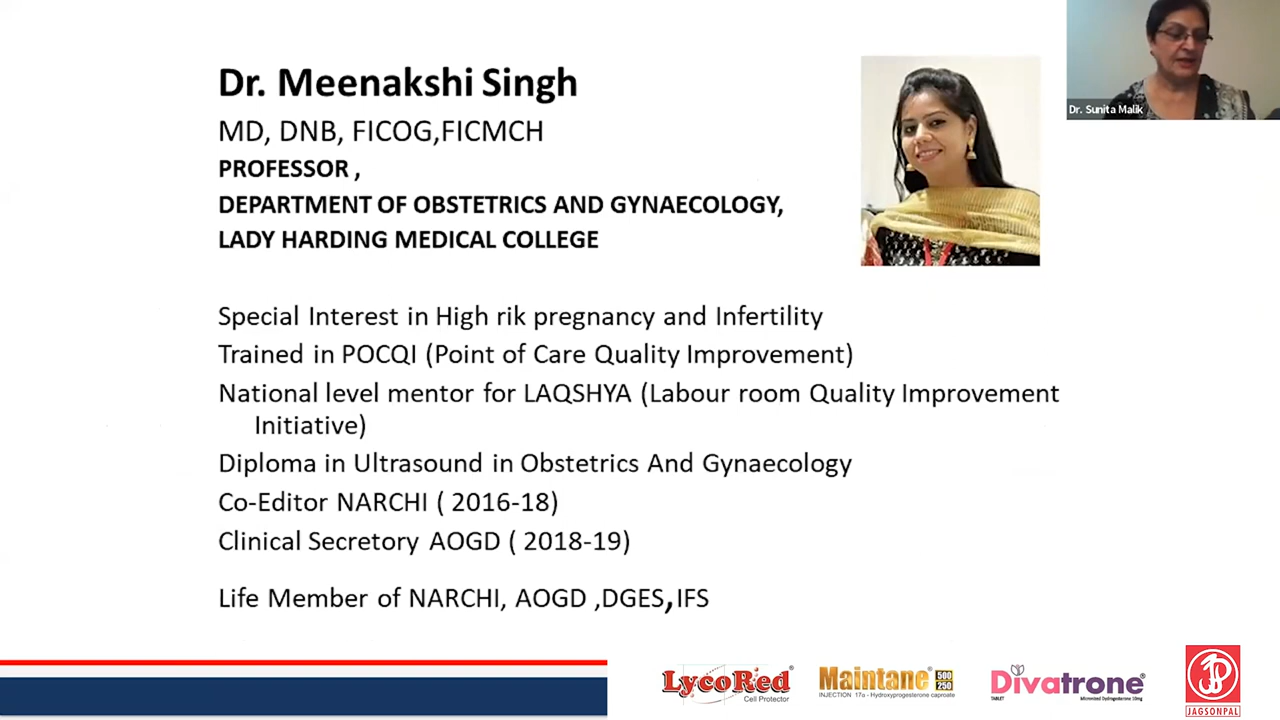 Dr. Meenakshi Singh
MD, DNB, FICOG,FICMCH
PROFESSOR ,
DEPARTMENT OF OBSTETRICS AND GYNAECOLOGY,
LADY HARDING MEDICAL COLLEGE
Special Interest in High rik pregnancy and Infertility
Trained in POCQI (Point of Care Quality Improvement)
National level mentor for LAQSHYA (Labour room Quality Improvement
Initiative)
Diploma in Ultrasound in Obstetrics And Gynaecology
Co-Editor NARCHI ( 2016-18)
Clinical Secretory AOGD ( 2018-19)
Life Member of NARCHI, AOGD ,DGES,IFS
Dr. Sunita Malik
LycoRed®
Cell Protector
Maintane® 500 250
INJECTION 17α - Hydroxyprogesterone caproate
Divatrone®
TABLET Micronized Dydrogesterone 10mg
JAGSONPAL